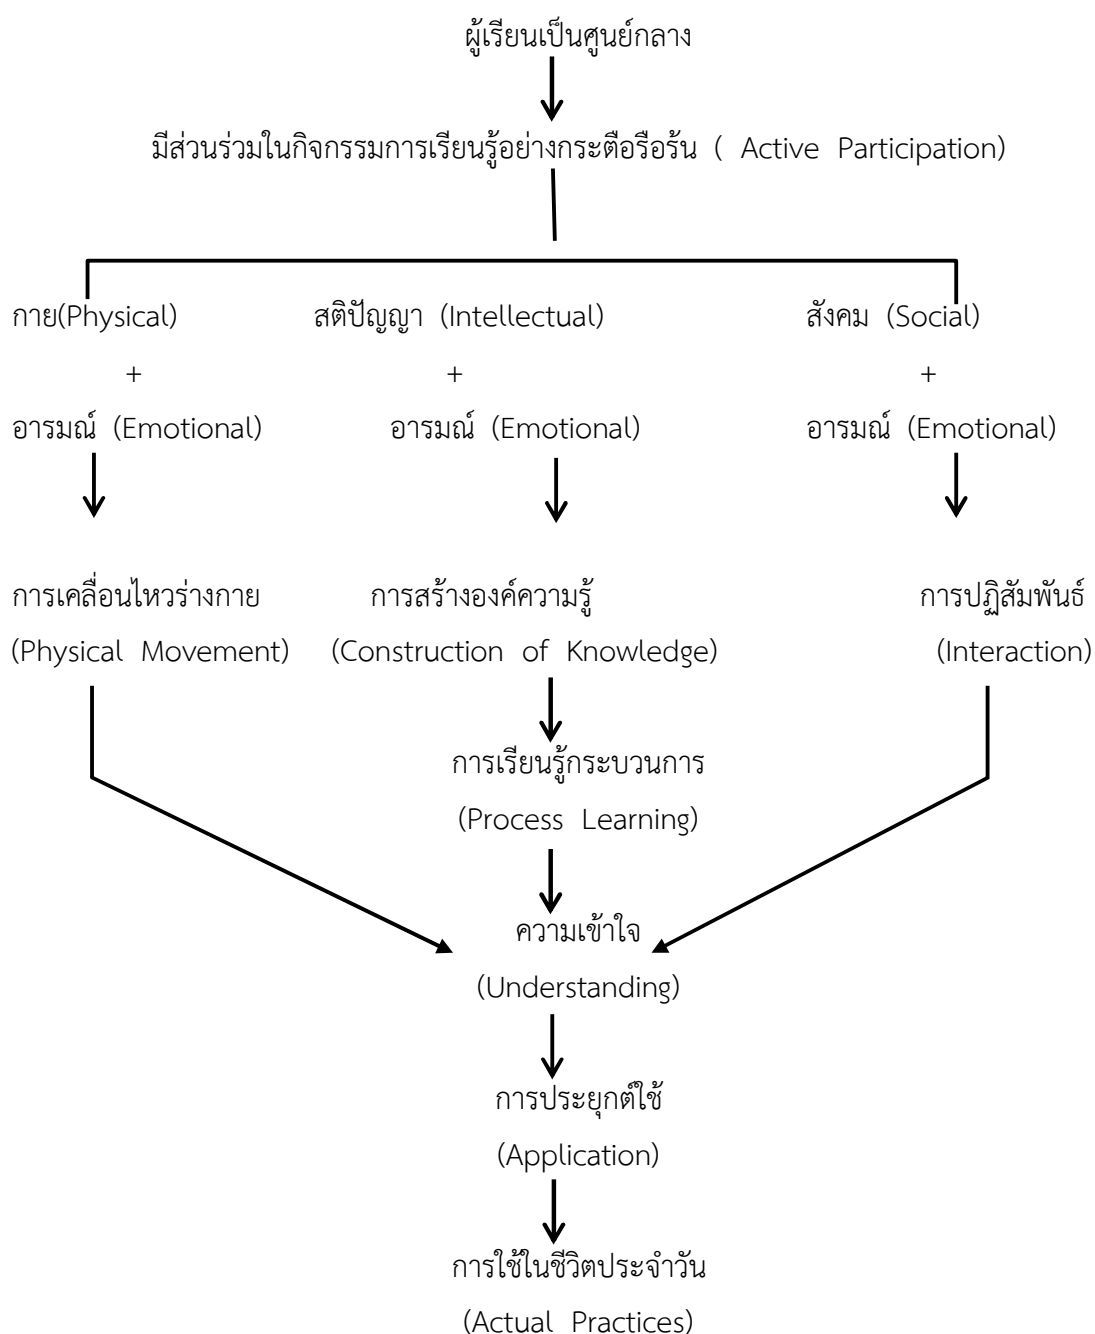 ผู้เรียนเป็นศูนย์กลาง
มีส่วนร่วมในกิจกรรมการเรียนรู้อย่างกระตือรือร้น ( Active Participation)
กาย(Physical) สติปัญญา (Intellectual) สังคม (Social)
+ + +
อารมณ์ (Emotional) อารมณ์ (Emotional) อารมณ์ (Emotional)
การเคลื่อนไหวร่างกาย การสร้างองค์ความรู้ การปฏิสัมพันธ์
(Physical Movement) (Construction of Knowledge) (Interaction)
การเรียนรู้กระบวนการ
(Process Learning)
ความเข้าใจ
(Understanding)
การประยุกต์ใช้
(Application)
การใช้ในชีวิตประจำวัน
(Actual Practices)